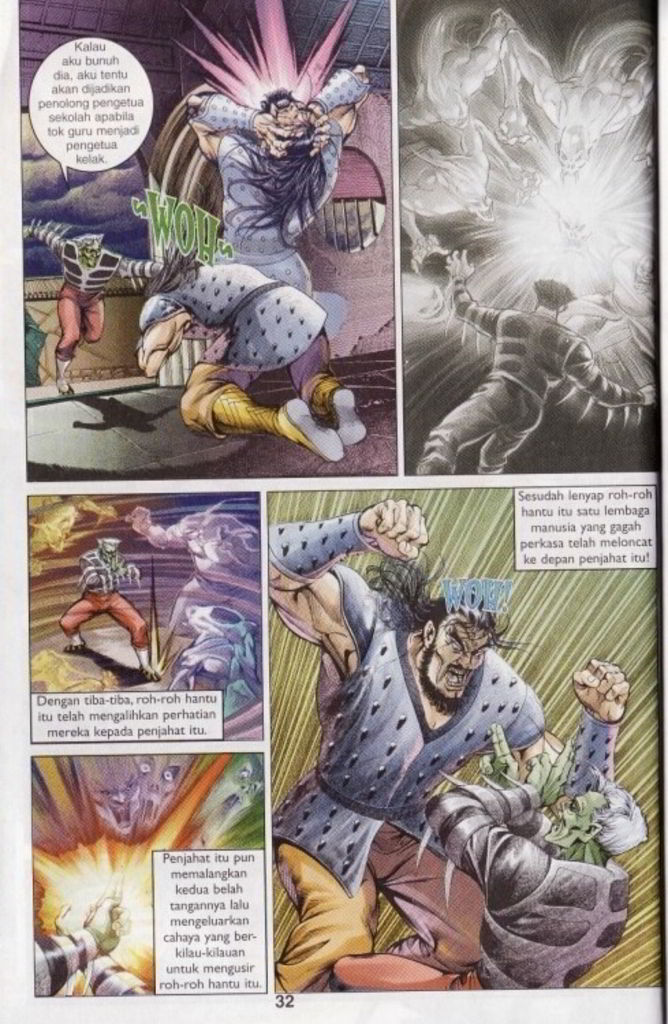 Kalau
aku bunuh
dia, aku tentu
akan dijadikan
penolong pengetua
sekolah apabila
tok guru menjadi
pengetua
kelak.
WOH
Dengan tiba-tiba, roh-roh hantu
itu telah mengalihkan perhatian
mereka kepada penjahat itu.
Penjahat itu pun
memalangkan
kedua belah
tangannya lalu
mengeluarkan
cahaya yang ber-
kilau-kilauan
untuk mengusir
roh-roh hantu itu.
Sesudah lenyap roh-roh
hantu itu satu lembaga
manusia yang gagah
perkasa telah meloncat
ke depan penjahat itu!
WOH!
32